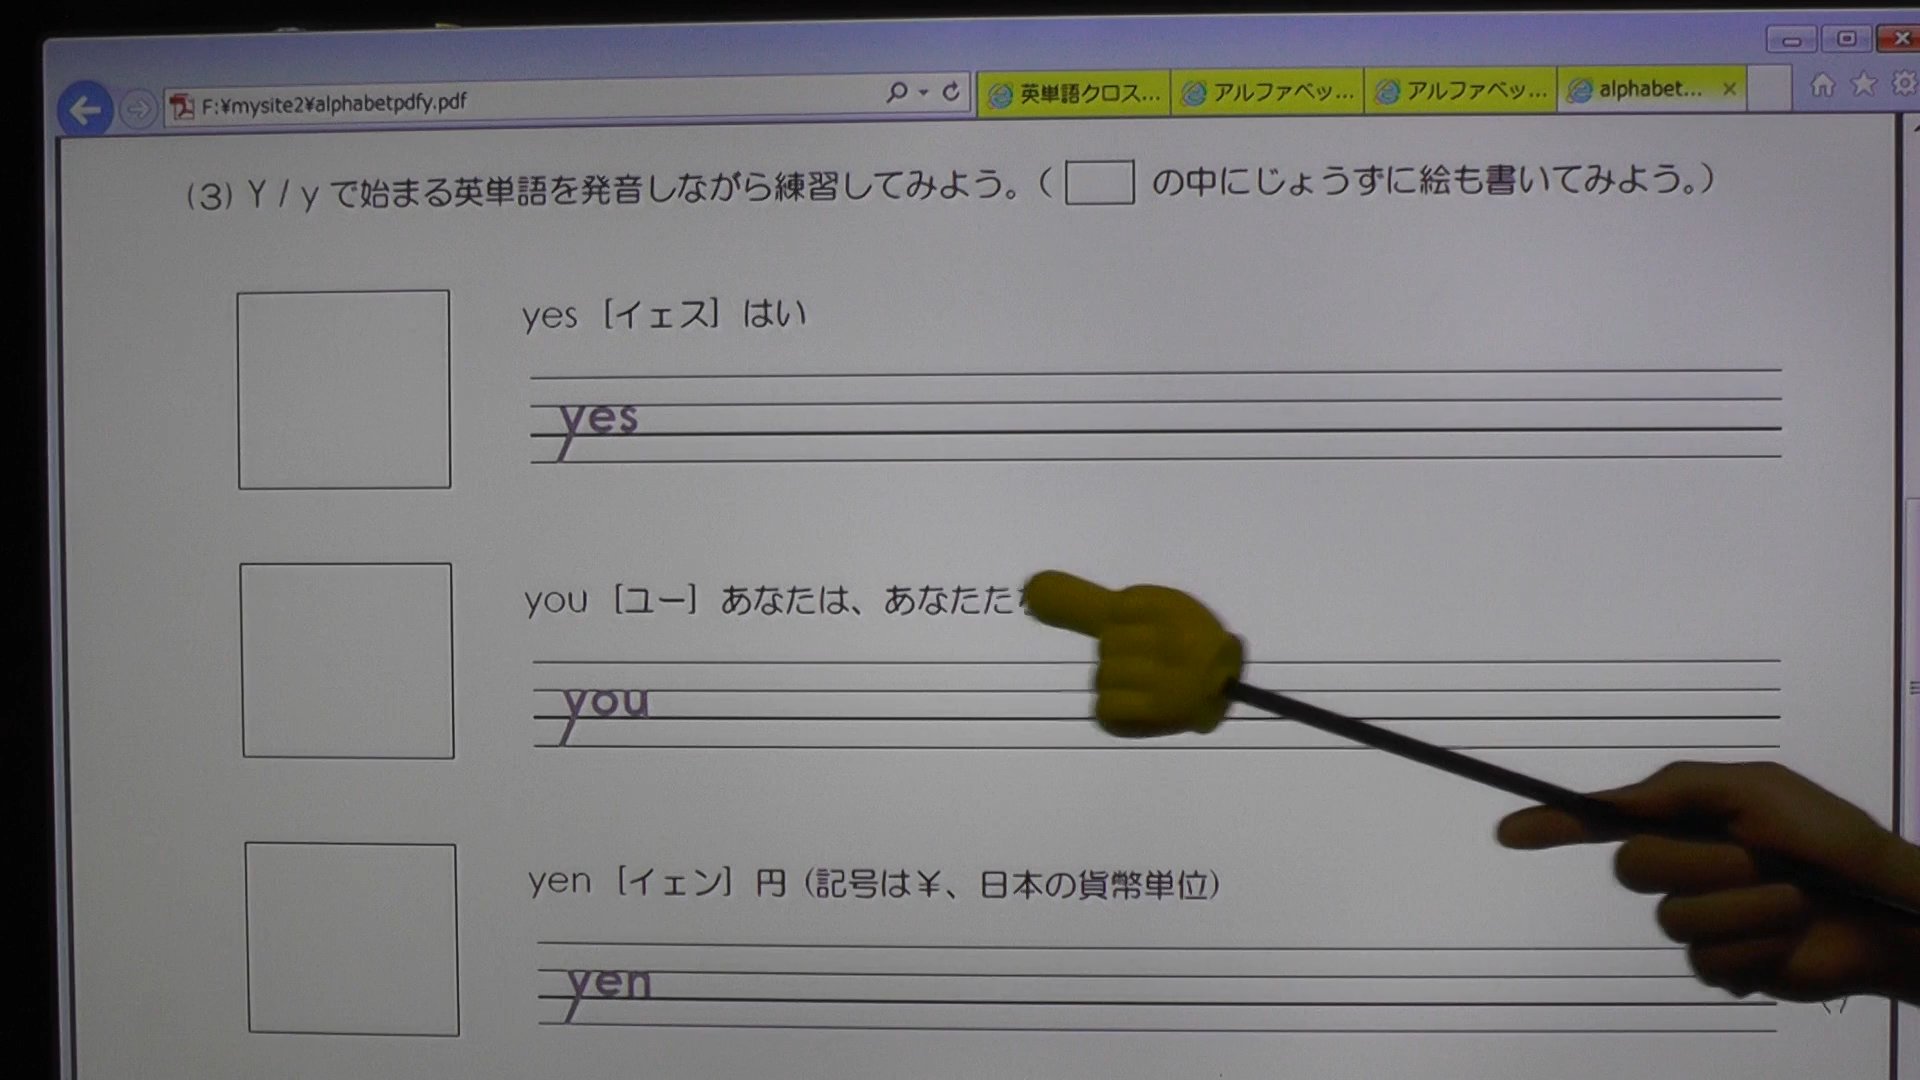 F:¥mysite2¥alphabetpdfy.pdf
英単語クロス...
アルファベッ...
アルファベッ...
alphabet...
(3) Y / y で始まる英単語を発音しながら練習してみよう。( の中にじょうずに絵も書いてみよう。)
yes [イェス] はい
yes
you [ユー] あなたは、あなたた
you
yen [イェン] 円 (記号は¥、日本の貨幣単位)
yen